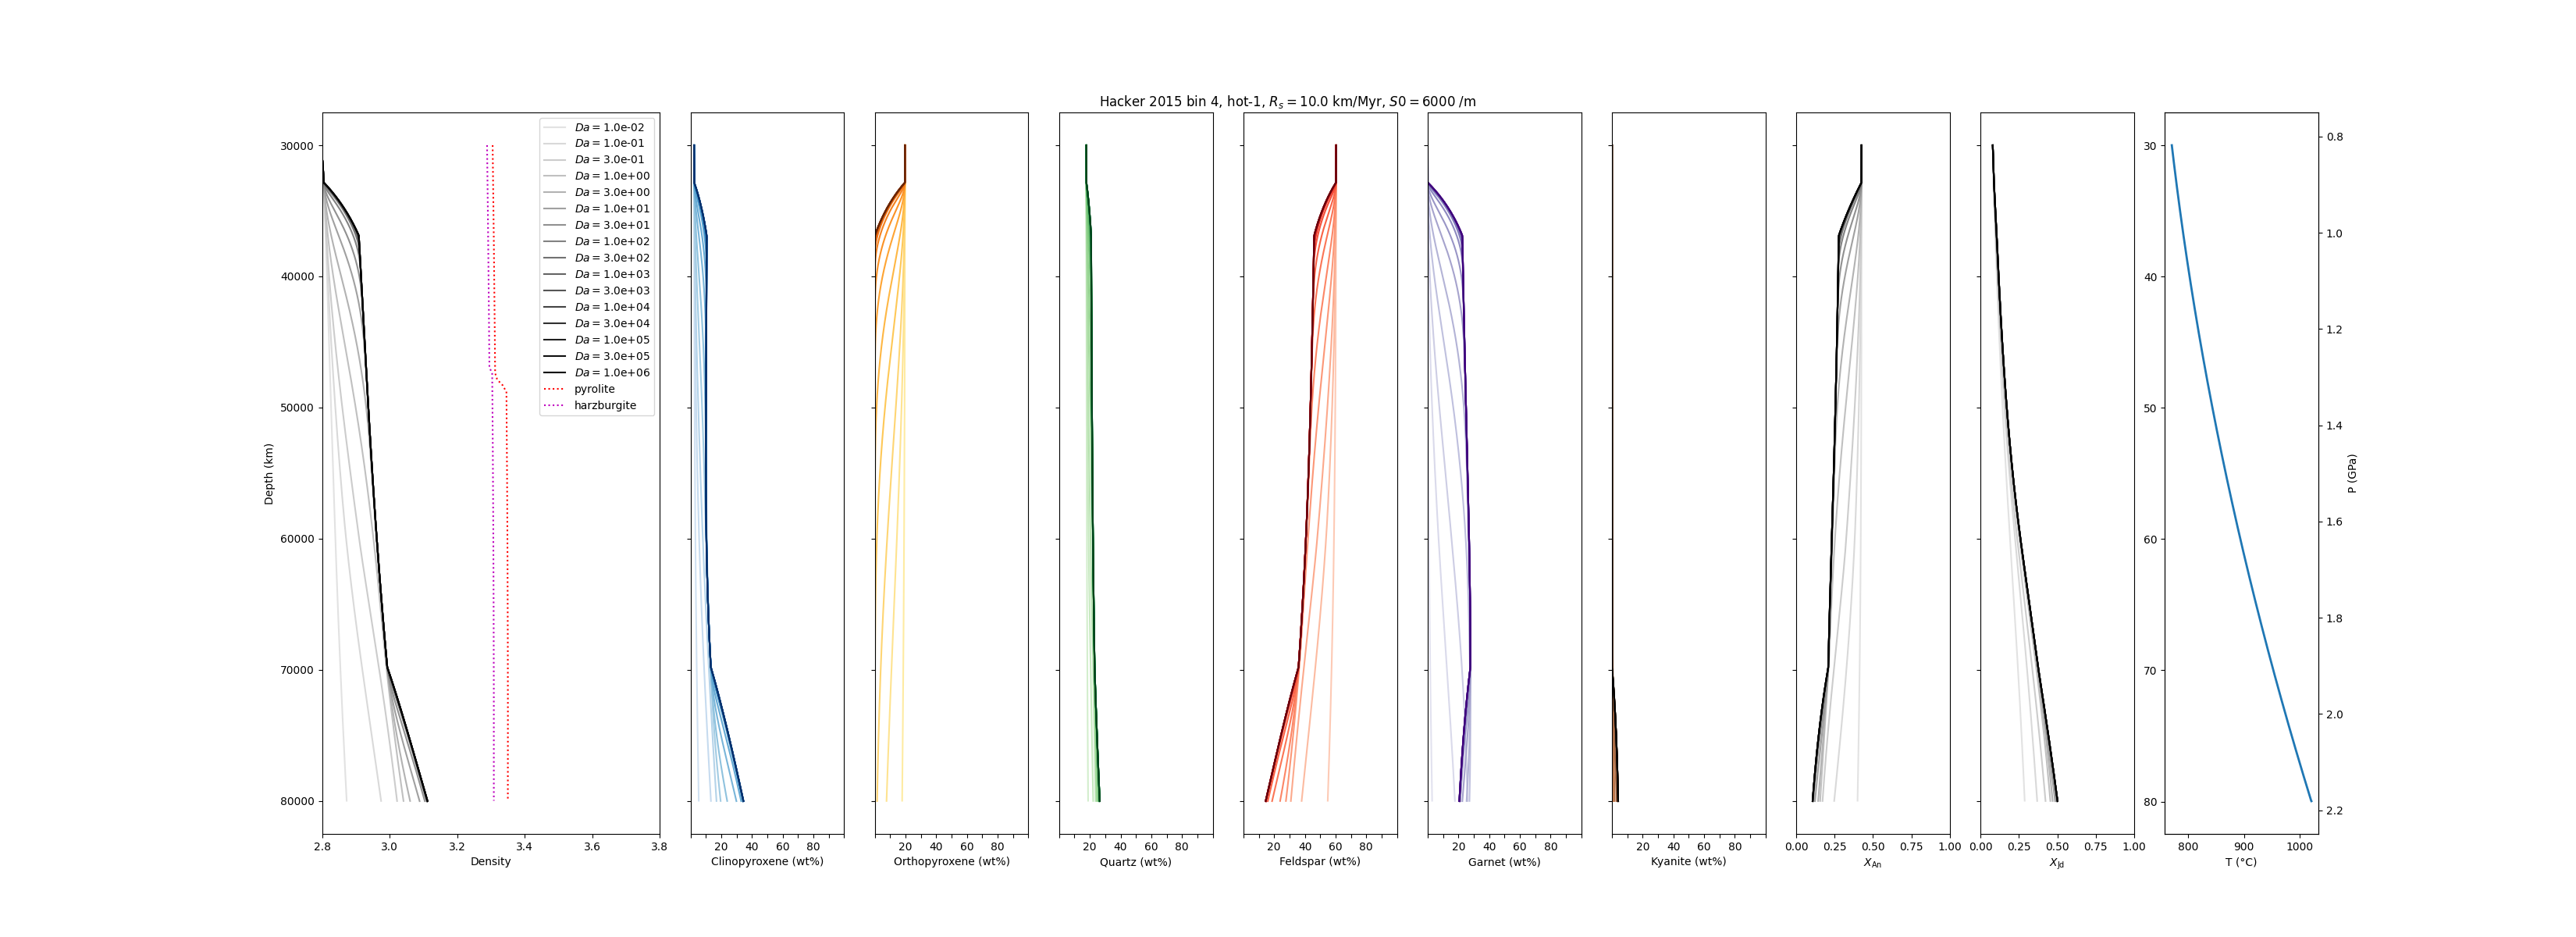 Hacker 2015 bin 4, hot-1, Rs = 10.0 km/Myr, S0 = 6000 /m
Da = 1.0e-02
Da = 1.0e-01
Da = 3.0e-01
Da = 1.0e+00
Da = 3.0e+00
Da = 1.0e+01
Da = 3.0e+01
Da = 1.0e+02
Da = 3.0e+02
Da = 1.0e+03
Da = 3.0e+03
Da = 1.0e+04
Da = 3.0e+04
Da = 1.0e+05
Da = 3.0e+05
Da = 1.0e+06
pyrolite
harzburgite
Depth (km)
30000
40000
50000
60000
70000
80000
2.8 3.0 3.2 3.4 3.6 3.8
Density
20 40 60 80
Clinopyroxene (wt%)
20 40 60 80
Orthopyroxene (wt%)
20 40 60 80
Quartz (wt%)
20 40 60 80
Feldspar (wt%)
20 40 60 80
Garnet (wt%)
20 40 60 80
Kyanite (wt%)
0.00 0.25 0.50 0.75 1.00
XAn
0.00 0.25 0.50 0.75 1.00
XJd
30
40
50
60
70
80
800 900 1000
T (°C)
0.8
1.0
1.2
1.4
1.6
1.8
2.0
2.2
P (GPa)